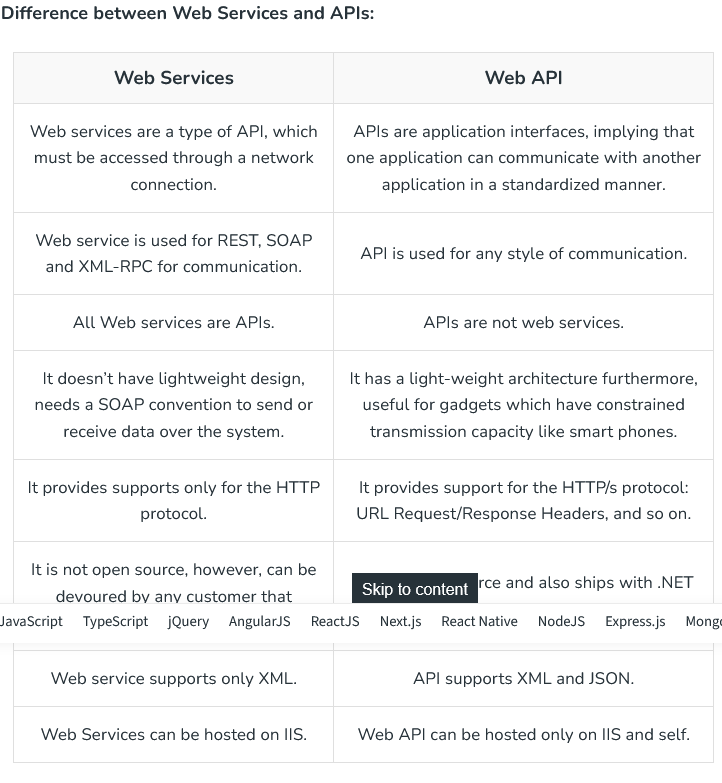 Difference between Web Services and APIs:
Web Services
Web API
Web services are a type of API, which
must be accessed through a network
connection.
APIs are application interfaces, implying that
one application can communicate with another
application in a standardized manner.
Web service is used for REST, SOAP
and XML-RPC for communication.
API is used for any style of communication.
All Web services are APIs.
APIs are not web services.
It doesn’t have lightweight design,
needs a SOAP convention to send or
receive data over the system.
It has a light-weight architecture furthermore,
useful for gadgets which have constrained
transmission capacity like smart phones.
It provides supports only for the HTTP
protocol.
It provides support for the HTTP/s protocol:
URL Request/Response Headers, and so on.
It is not open source, however, can be
devoured by any customer that
and also ships with .NET
Skip to content
JavaScript TypeScript jQuery AngularJS ReactJS Next.js React Native NodeJS Express.js
Web service supports only XML.
API supports XML and JSON.
Web Services can be hosted on IIS.
Web API can be hosted only on IIS and self.